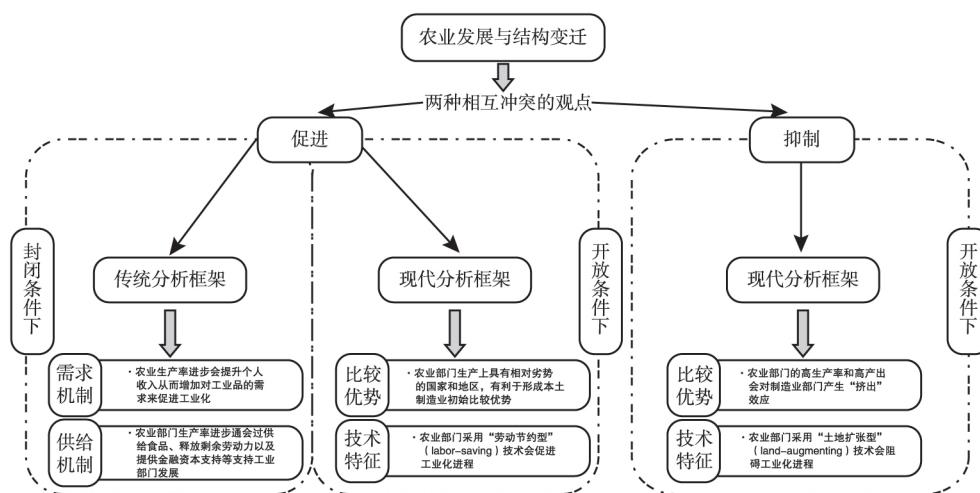 农业发展与结构变迁
两种相互冲突的观点
促进
抑制
封闭条件下
开放条件下
开放条件下
传统分析框架
现代分析框架
现代分析框架
需求
机制
·农业生产率进步会提升个人
收入从而增加对工业品的需
求来促进工业化
供给
机制
·农业部门生产率进步通会过供
给食品、释放剩余劳动力以及
提供金融资本支持等支持工业
部门发展
比较
优势
·农业部门生产上具有相对劣势
的国家和地区，有利于形成本土
制造业初始比较优势
技术
特征
·农业部门采用“劳动节约型”
（labor-saving）技术会促进
工业化进程
比较
优势
·农业部门的高生产率和高产出
会对制造业部门产生“挤出”
效应
技术
特征
·农业部门采用“土地扩张型”
（land-augmenting）技术会阻
碍工业化进程